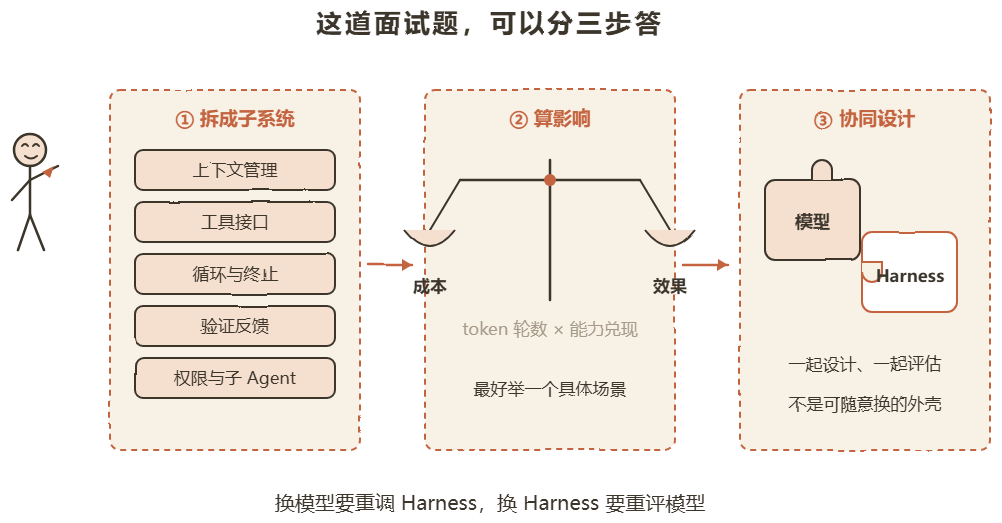 这道面试题，可以分三步答
① 拆成子系统
上下文管理
工具接口
循环与终止
验证反馈
权限与子 Agent
② 算影响
成本
效果
token 轮数 × 能力兑现
最好举一个具体场景
③ 协同设计
模型
Harness
一起设计、一起评估
不是可随意换的外壳
换模型要重调 Harness，换 Harness 要重评模型